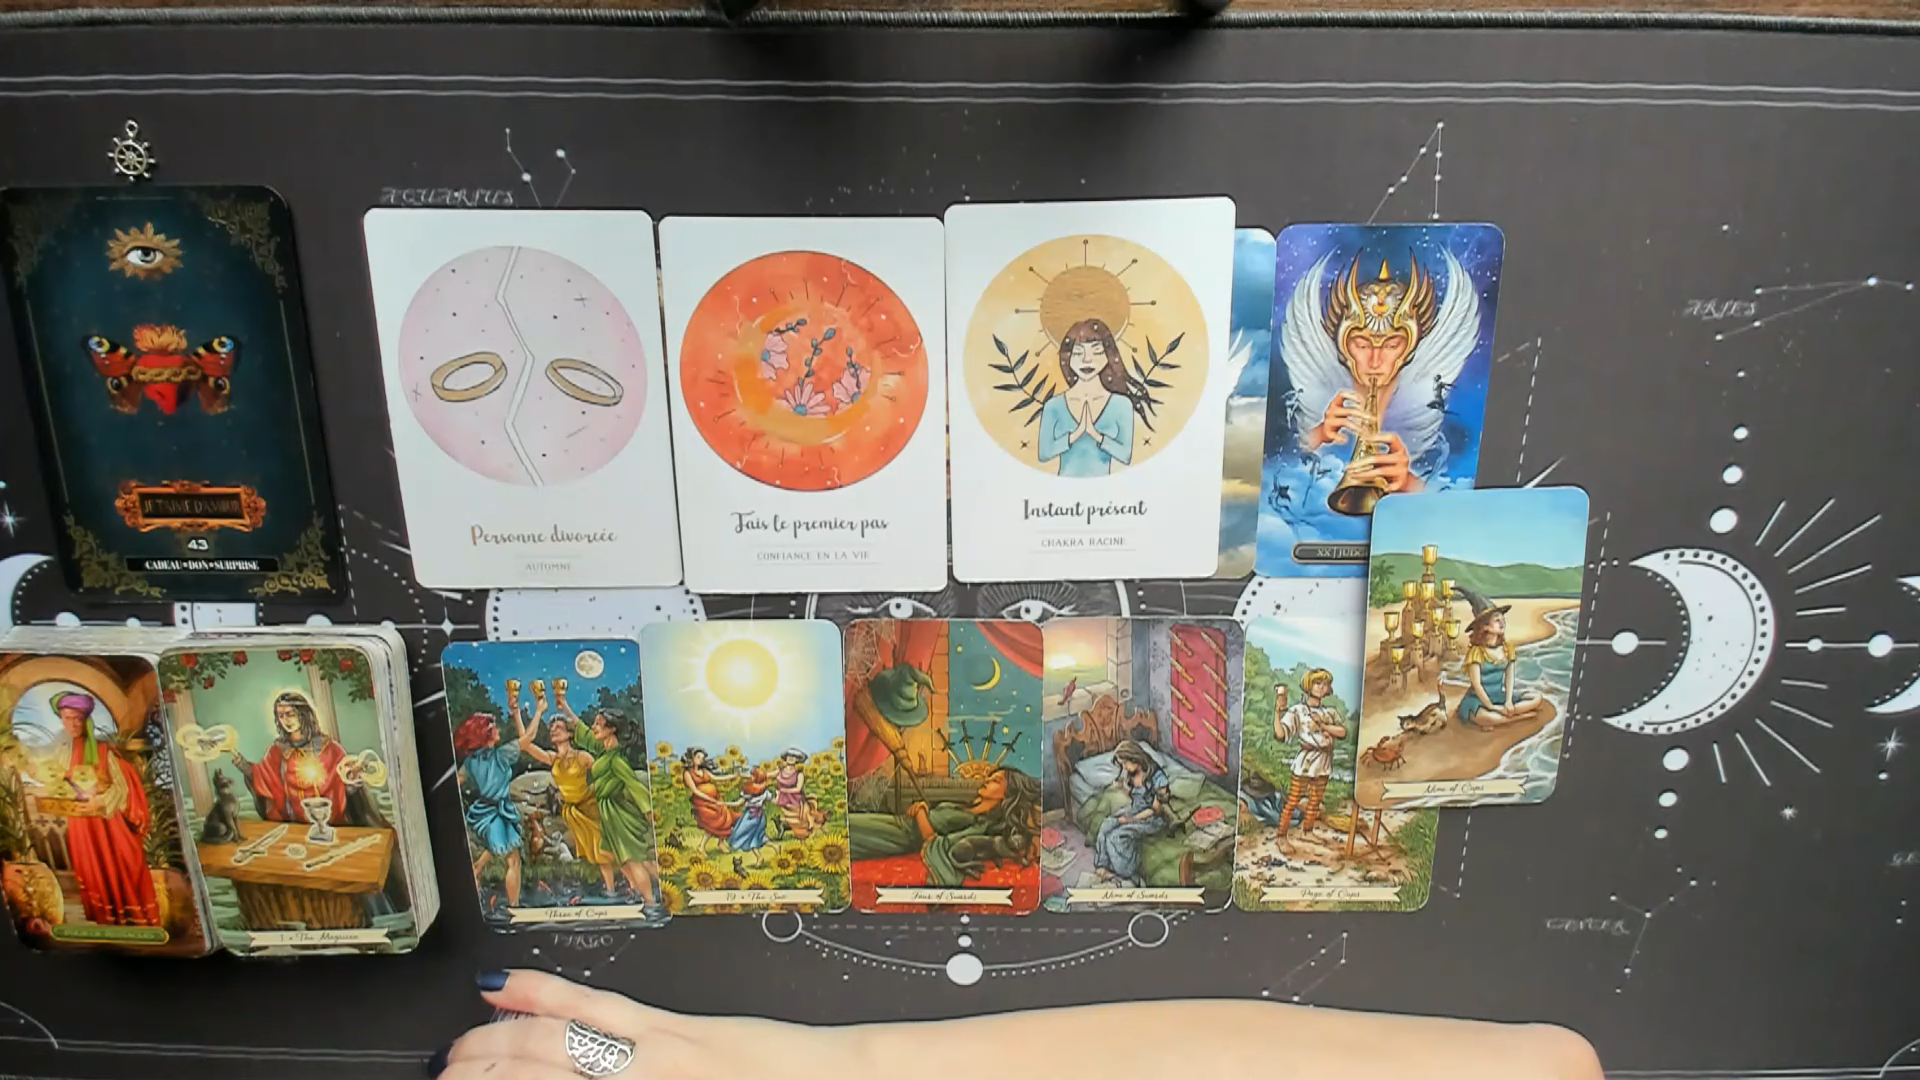 AQUARIUS
ARIES
JE T'AIME D'AMOUR
43
CADEAU•DON•SURPRISE
Personne divorcée
AUTOMNE
Fais le premier pas
CONFIANCE EN LA VIE
Instant présent
CHAKRA RACINE
XX | JUDG
Nine of Cups
I • The Magician
Three of Cups
19 • The Sun
Four of Swords
Nine of Swords
Page of Cups
VIRGO
CANCER